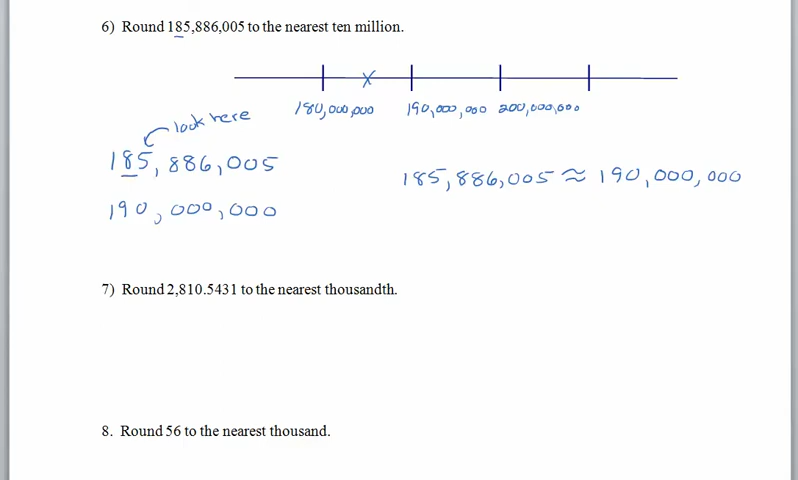 6) Round 185,886,005 to the nearest ten million.
180,000,000 190,000,000 200,000,000
look here
185,886,005
185,886,005 ≈ 190,000,000
190,000,000
7) Round 2,810.5431 to the nearest thousandth.
8. Round 56 to the nearest thousand.